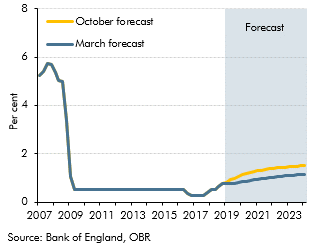 8
October forecast
March forecast
Forecast
6
Per cent
4
2
0
2007 2009 2011 2013 2015 2017 2019 2021 2023
Source: Bank of England, OBR